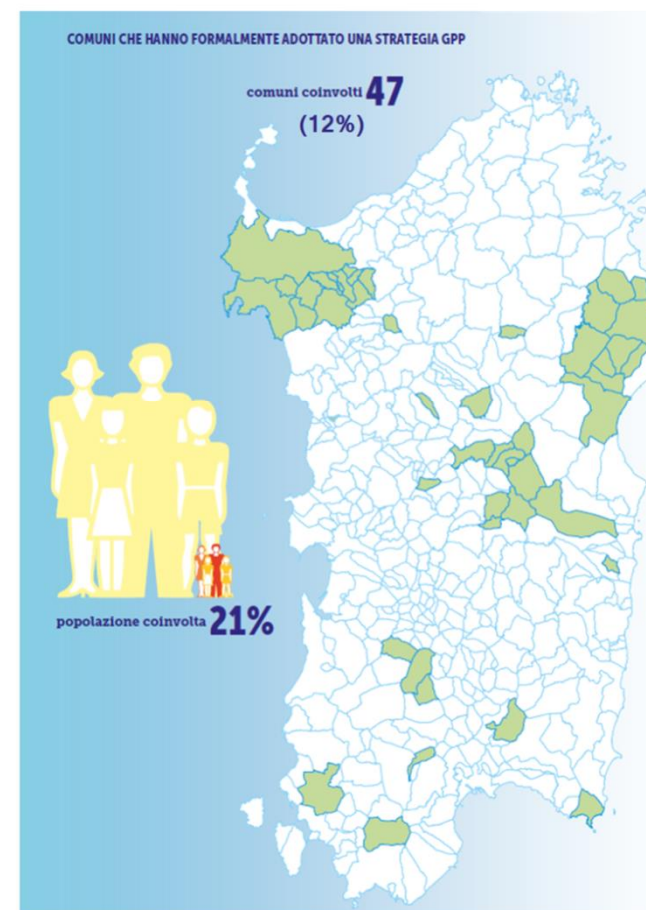 COMUNI CHE HANNO FORMALMENTE ADOTTATO UNA STRATEGIA GPP
comuni coinvolti 47
(12%)
popolazione coinvolta 21%